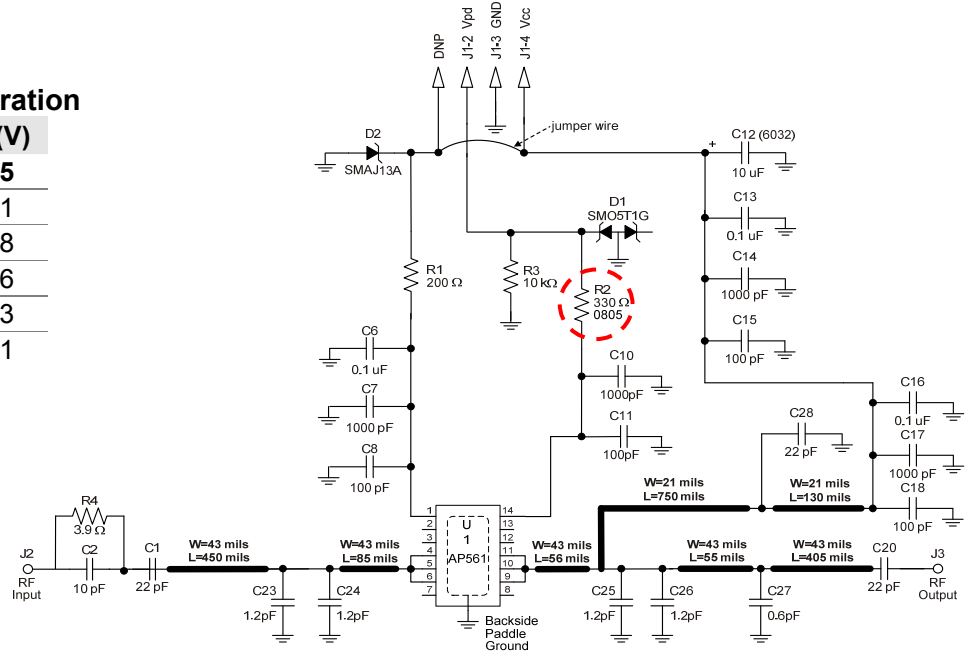 ration
(V)
5
1
8
6
3
1
DNP
J1-2 Vpd
J1-3 GND
J1-4 Vcc
jumper wire
D2
SMAJ13A
+
C12 (6032)
10 uF
C13
0.1 uF
C14
1000 pF
C15
100 pF
D1
SMO5T1G
R1
200 Ω
R3
10 kΩ
R2
330 Ω
0805
C6
0.1 uF
C7
1000 pF
C8
100 pF
C10
1000pF
C11
100pF
C16
0.1 uF
C17
1000 pF
C18
100 pF
C28
22 pF
W=21 mils
L=750 mils
W=21 mils
L=130 mils
R4
3.9 Ω
J2
RF
Input
C2
10 pF
C1
22 pF
W=43 mils
L=450 mils
C23
1.2pF
C24
1.2pF
W=43 mils
L=85 mils
1
2
3
4
5
6
7
U
1
AP561
14
13
12
11
10
9
8
Backside
Paddle
Ground
W=43 mils
L=56 mils
C25
1.2pF
C26
1.2pF
W=43 mils
L=55 mils
C27
0.6pF
W=43 mils
L=405 mils
C20
22 pF
J3
RF
Output